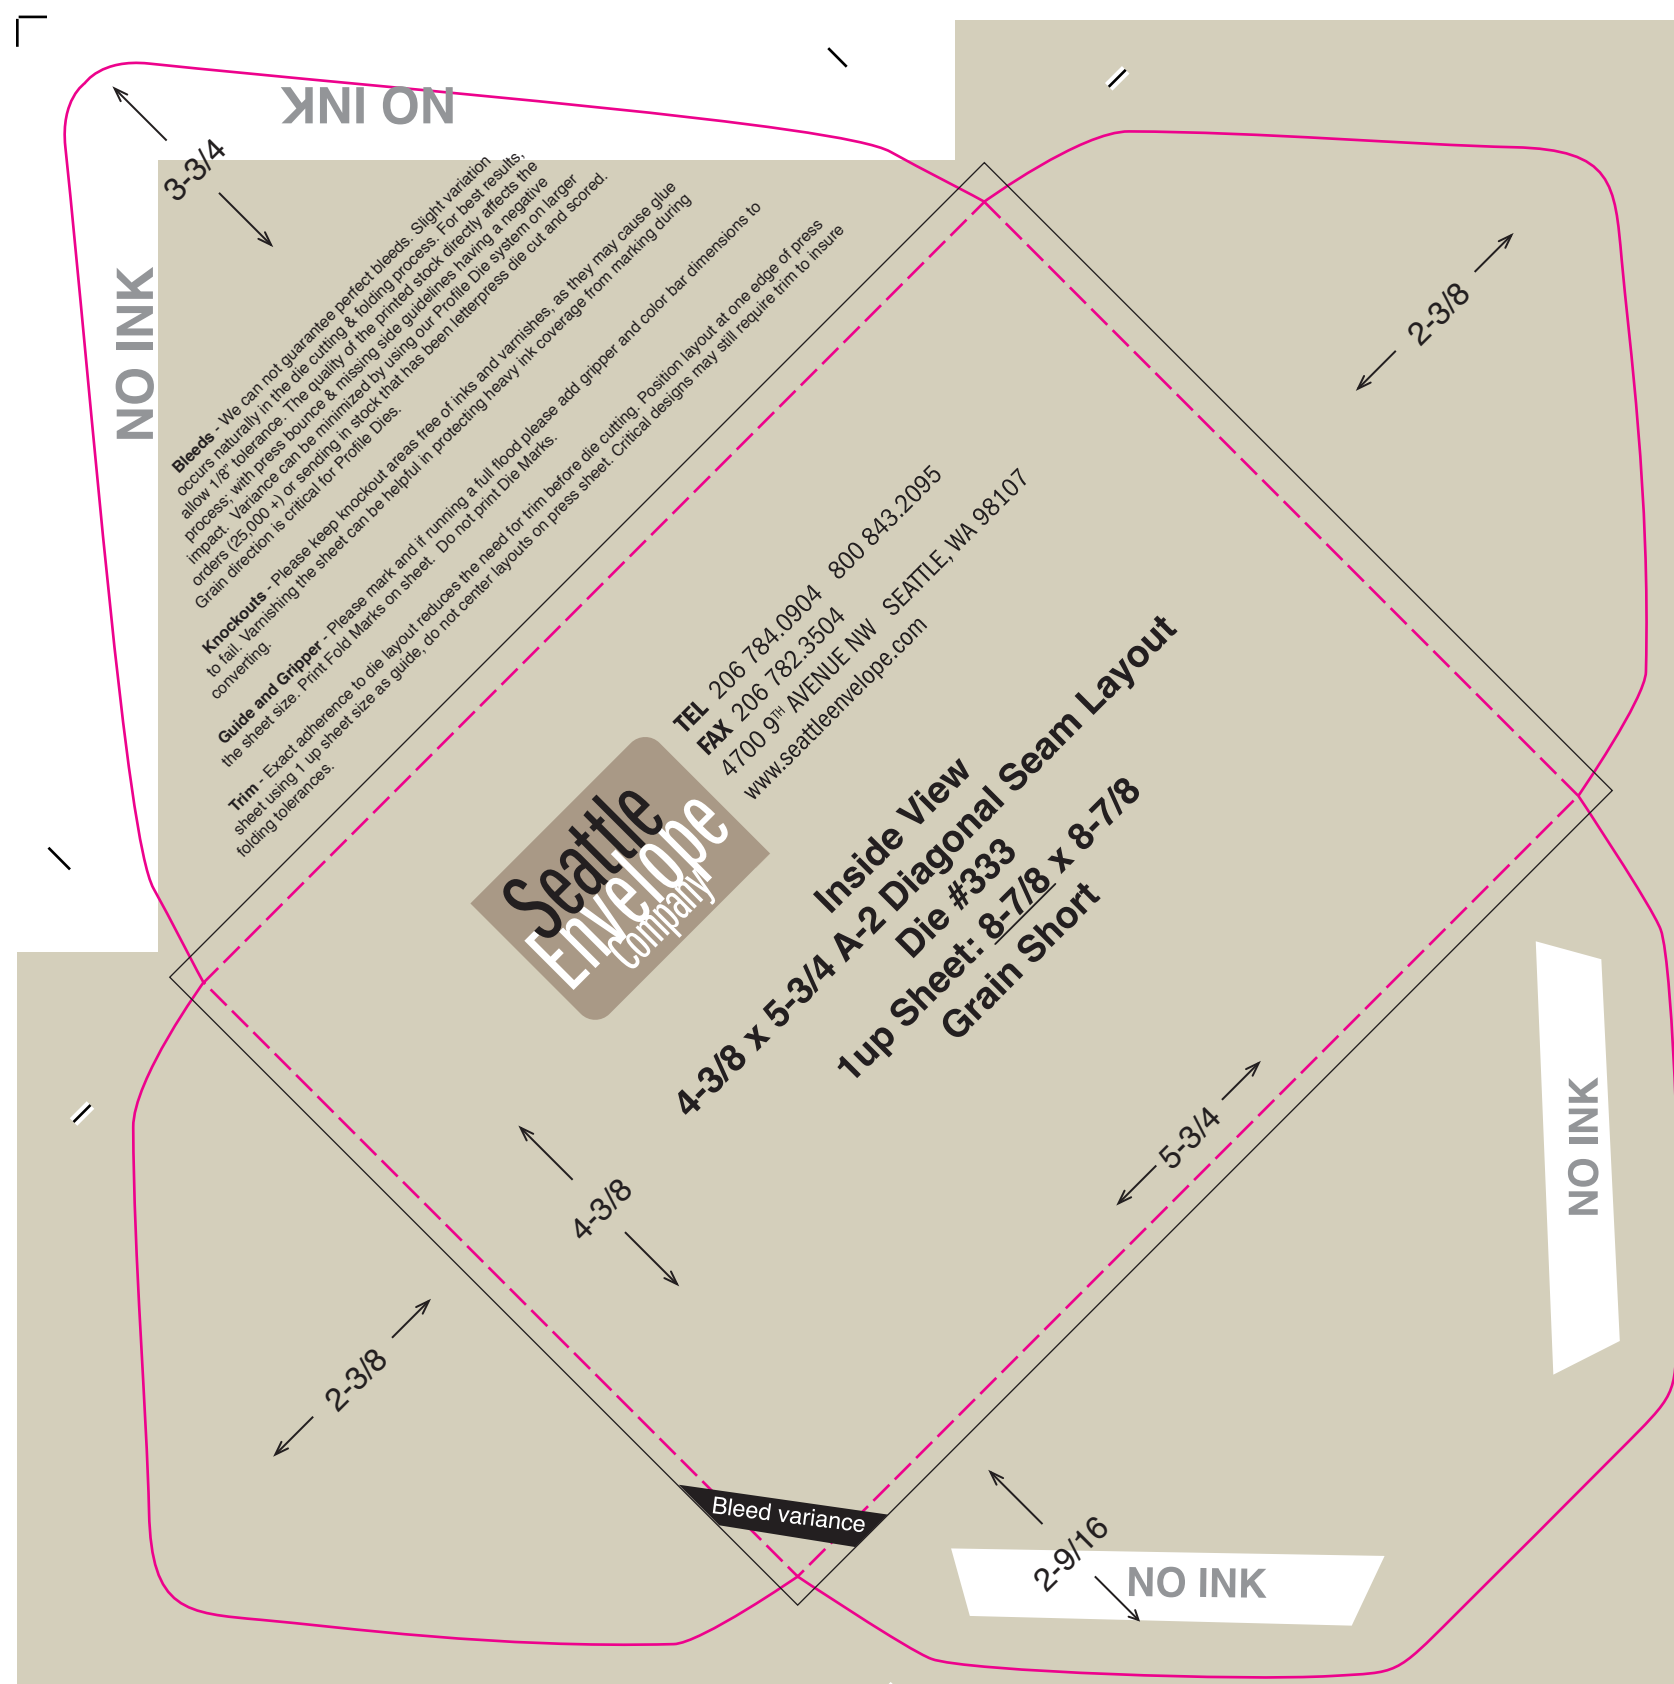 NO INK
NO INK
3-3/4
Bleeds - We can not guarantee perfect bleeds. Slight variation
occurs naturally in the die cutting & folding process. For best results,
allow 1/8" tolerance. The quality of the printed stock directly affects the
process; with press bounce & missing side guidelines having a negative
impact. Variance can be minimized by using our Profile Die system on larger
orders (25,000 +) or sending in stock that has been letterpress die cut and scored.
Grain direction is critical for Profile Dies.
Knockouts - Please keep knockout areas free of inks and varnishes, as they may cause glue
to fail. Varnishing the sheet can be helpful in protecting heavy ink coverage from marking during
converting.
Guide and Gripper - Please mark and if running a full flood please add gripper and color bar dimensions to
the sheet size. Print Fold Marks on sheet. Do not print Die Marks.
Trim - Exact adherence to die layout reduces the need for trim before die cutting. Position layout at one edge of press
sheet using 1 up sheet size as guide, do not center layouts on press sheet. Critical designs may still require trim to insure
folding tolerances.
2-3/8
Seattle
Envelope
Company
TEL 206 784.0904 800 843.2095
FAX 206 782.3504
4700 9TH AVENUE NW SEATTLE, WA 98107
www.seattleenvelope.com
Inside View
4-3/8 x 5-3/4 A-2 Diagonal Seam Layout
Die #333
1up Sheet: 8-7/8 x 8-7/8
Grain Short
4-3/8
5-3/4
2-3/8
NO INK
Bleed variance
2-9/16
NO INK